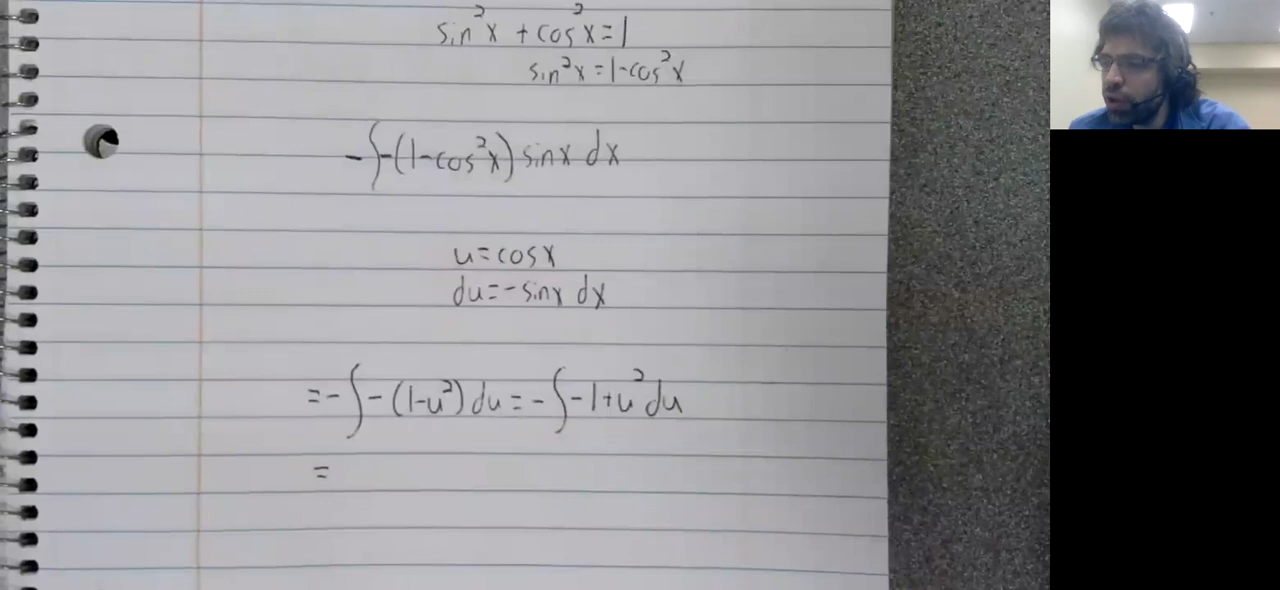 sin²x + cos²x = 1
sin²x = 1-cos²x
-∫-(1-cos²x) sinx dx
u = cosx
du = -sinx dx
= -∫-(1-u²) du = -∫-1+u² du
=